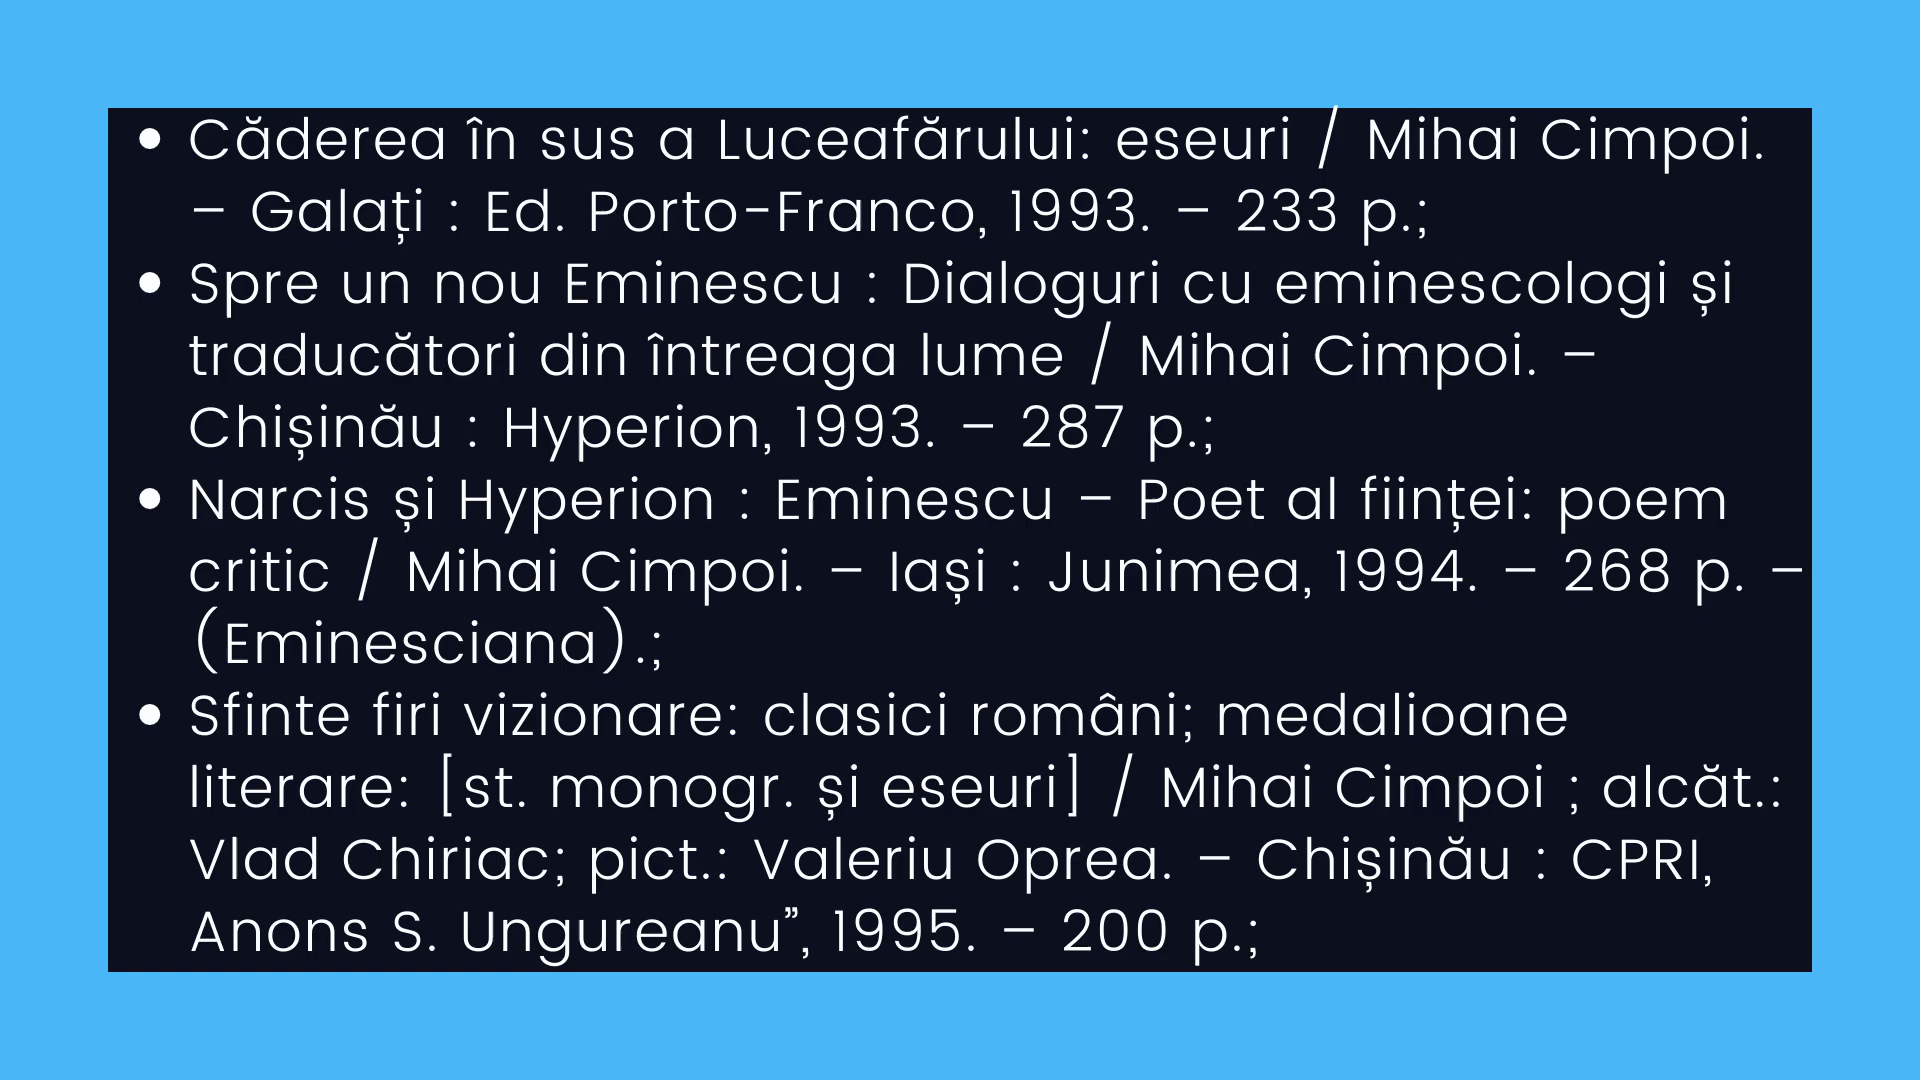 • Căderea în sus a Luceafărului: eseuri / Mihai Cimpoi.
– Galați : Ed. Porto-Franco, 1993. – 233 p.;
• Spre un nou Eminescu : Dialoguri cu eminescologi și
traducători din întreaga lume / Mihai Cimpoi. –
Chișinău : Hyperion, 1993. – 287 p.;
• Narcis și Hyperion : Eminescu – Poet al ființei: poem
critic / Mihai Cimpoi. – Iași : Junimea, 1994. – 268 p. –
(Eminesciana).;
• Sfinte firi vizionare: clasici români; medalioane
literare: [st. monogr. și eseuri] / Mihai Cimpoi ; alcăt.:
Vlad Chiriac; pict.: Valeriu Oprea. – Chișinău : CPRI,
Anons S. Ungureanu”, 1995. – 200 p.;